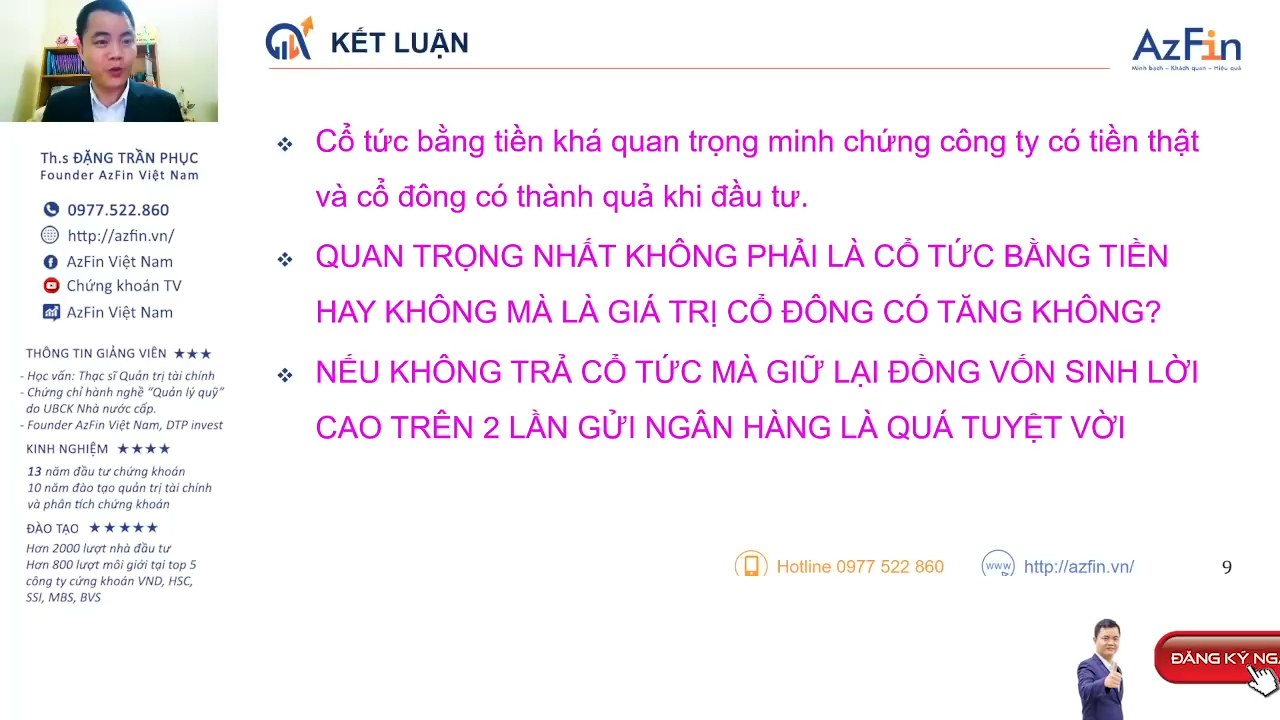 KẾT LUẬN
AzFin
Minh bạch – Khách quan – Hiệu quả
Th.s ĐẶNG TRẦN PHỤC
Founder AzFin Việt Nam
0977.522.860
http://azfin.vn/
AzFin Việt Nam
Chứng khoán TV
AzFin Việt Nam
THÔNG TIN GIẢNG VIÊN ★★★
- Học vấn: Thạc sĩ Quản trị tài chính
- Chứng chỉ hành nghề “Quản lý quỹ”
do UBCK Nhà nước cấp.
- Founder AzFin Việt Nam, DTP invest
KINH NGHIỆM ★★★★
13 năm đầu tư chứng khoán
10 năm đào tạo quản trị tài chính
và phân tích chứng khoán
ĐÀO TẠO ★★★★★
Hơn 2000 lượt nhà đầu tư
Hơn 800 lượt môi giới tại top 5
công ty cứng khoán VND, HSC,
SSI, MBS, BVS
❖ Cổ tức bằng tiền khá quan trọng minh chứng công ty có tiền thật
và cổ đông có thành quả khi đầu tư.
❖ QUAN TRỌNG NHẤT KHÔNG PHẢI LÀ CỔ TỨC BẰNG TIỀN
HAY KHÔNG MÀ LÀ GIÁ TRỊ CỔ ĐÔNG CÓ TĂNG KHÔNG?
❖ NẾU KHÔNG TRẢ CỔ TỨC MÀ GIỮ LẠI ĐỒNG VỐN SINH LỜI
CAO TRÊN 2 LẦN GỬI NGÂN HÀNG LÀ QUÁ TUYỆT VỜI
Hotline 0977 522 860
www http://azfin.vn/
9
ĐĂNG KÝ